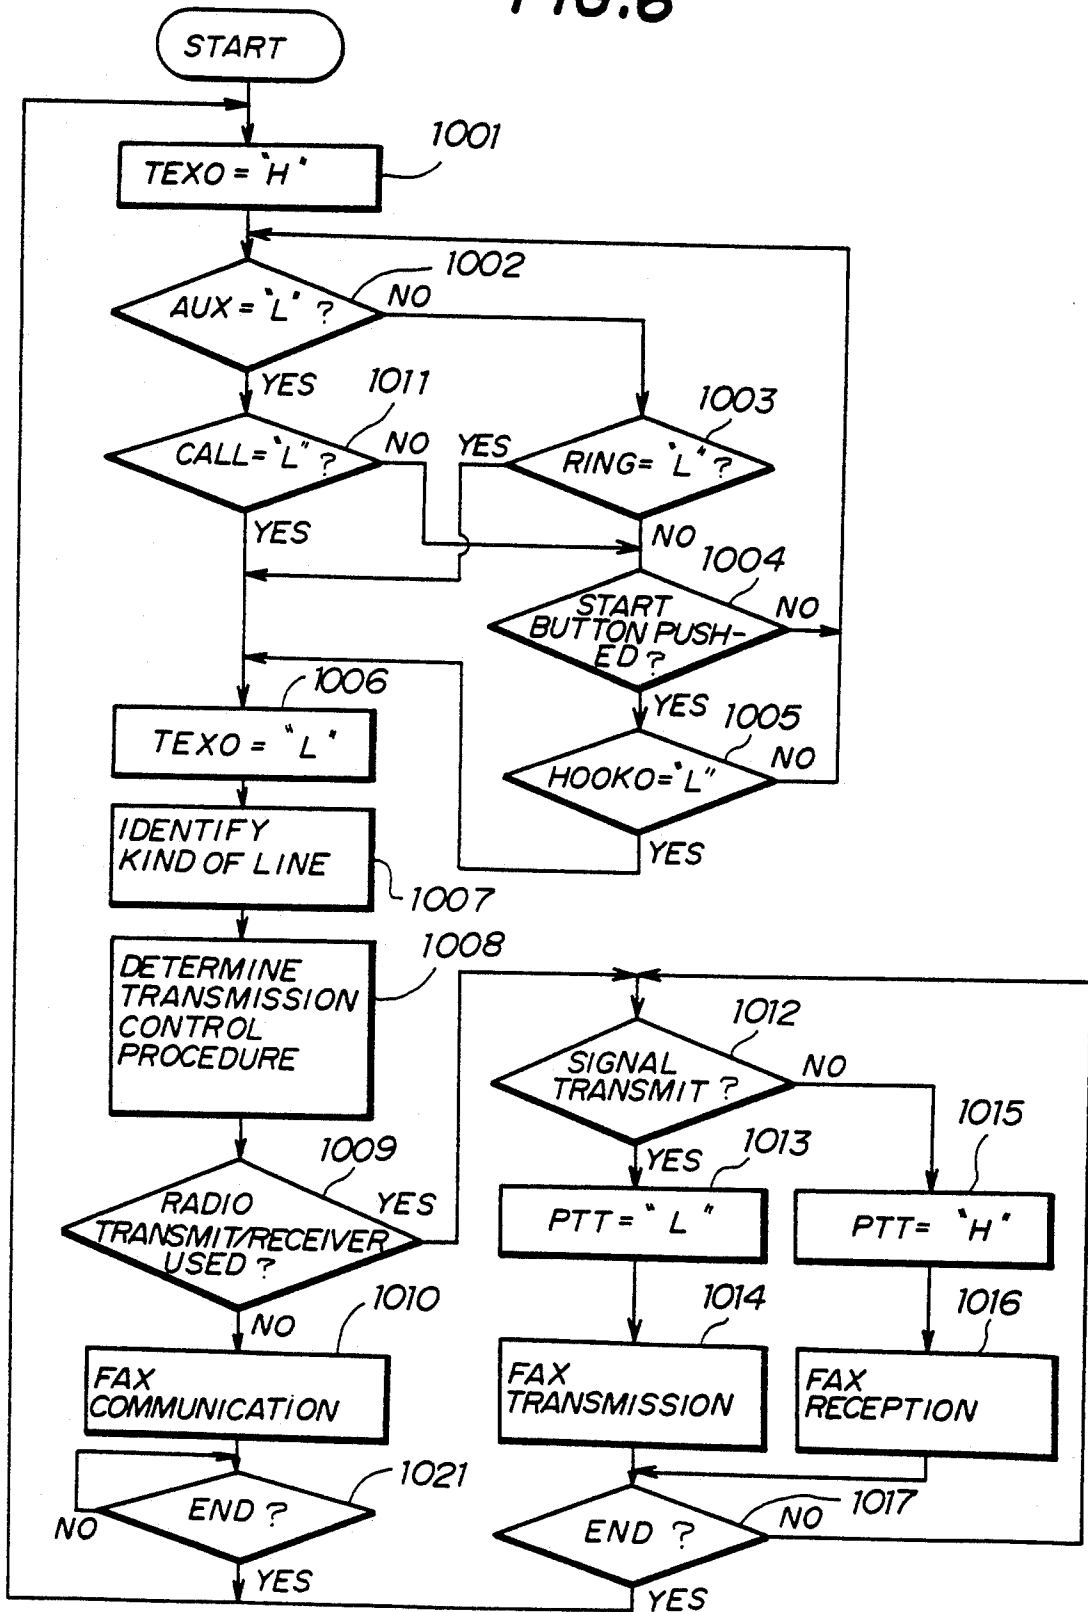 FIG.6
START
1001
TEXO = "H"
1002
AUX = "L" ?
NO
YES
1011
1003
CALL = "L" ?
NO
YES
RING = "L" ?
YES
NO
1004
START
BUTTON PUSH-
ED ?
NO
YES
1006
1005
TEXO = "L"
HOOKO = "L"
NO
YES
IDENTIFY
KIND OF LINE
1007
1008
DETERMINE
TRANSMISSION
CONTROL
PROCEDURE
1012
SIGNAL
TRANSMIT ?
NO
YES
1009
1013
1015
RADIO
TRANSMIT/RECEIVER
USED ?
YES
NO
PTT = "L"
PTT = "H"
1010
1014
1016
FAX
COMMUNICATION
FAX
TRANSMISSION
FAX
RECEPTION
1021
END ?
NO
YES
1017
END ?
NO
YES